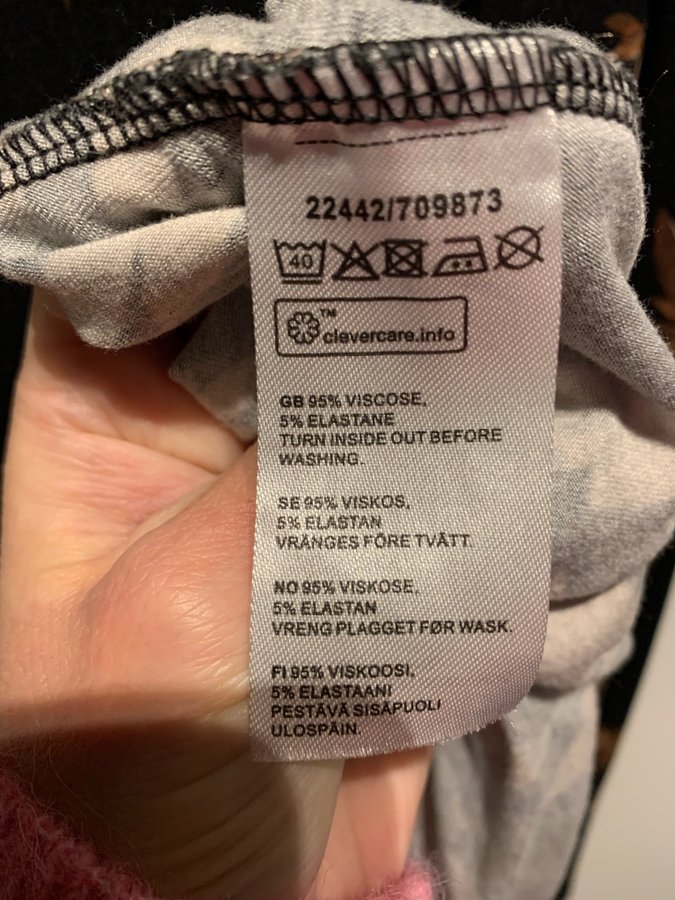 22442/709873
40
™
clevercare.info
GB 95% VISCOSE,
5% ELASTANE
TURN INSIDE OUT BEFORE
WASHING.
SE 95% VISKOS,
5% ELASTAN
VRÄNGES FÖRE TVÄTT.
NO 95% VISKOSE,
5% ELASTAN
VRENG PLAGGET FØR WASK.
FI 95% VISKOOSI,
5% ELASTAANI
PESTÄVÄ SISÄPUOLI
ULOSPÄIN.